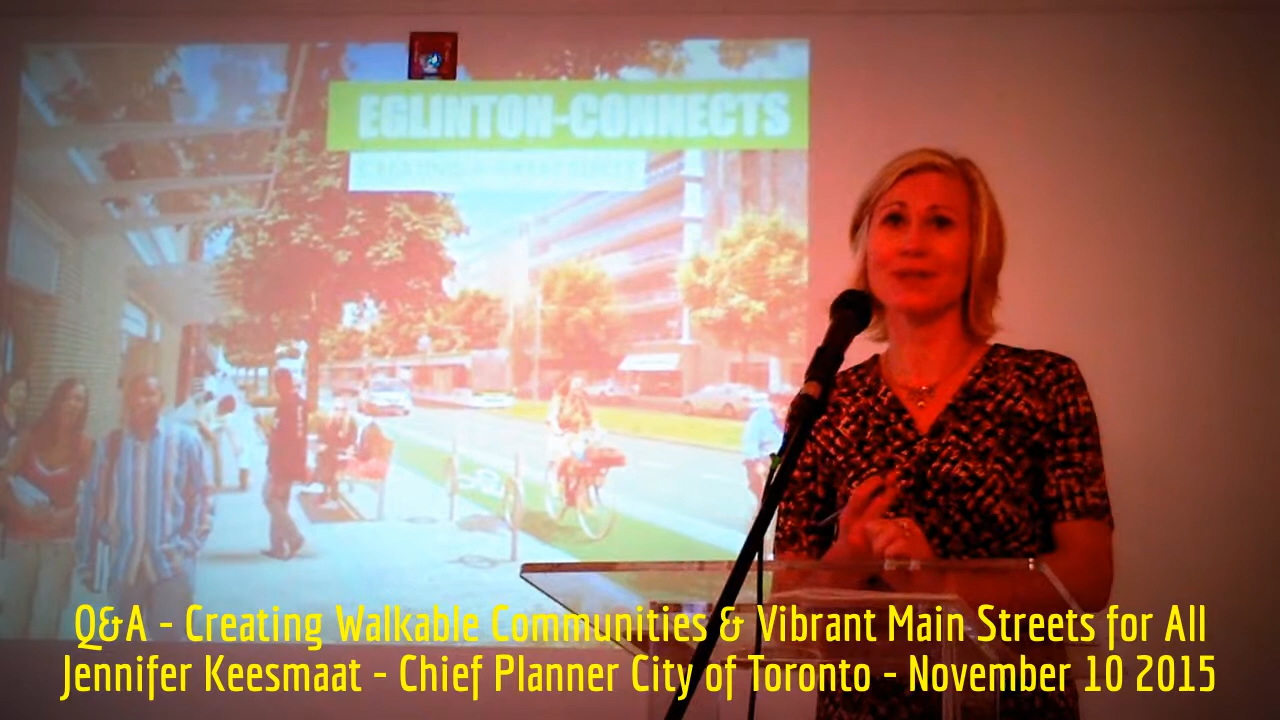 EGLINTON-CONNECTS
Q&A - Creating Walkable Communities & Vibrant Main Streets for All
Jennifer Keesmaat - Chief Planner City of Toronto - November 10 2015